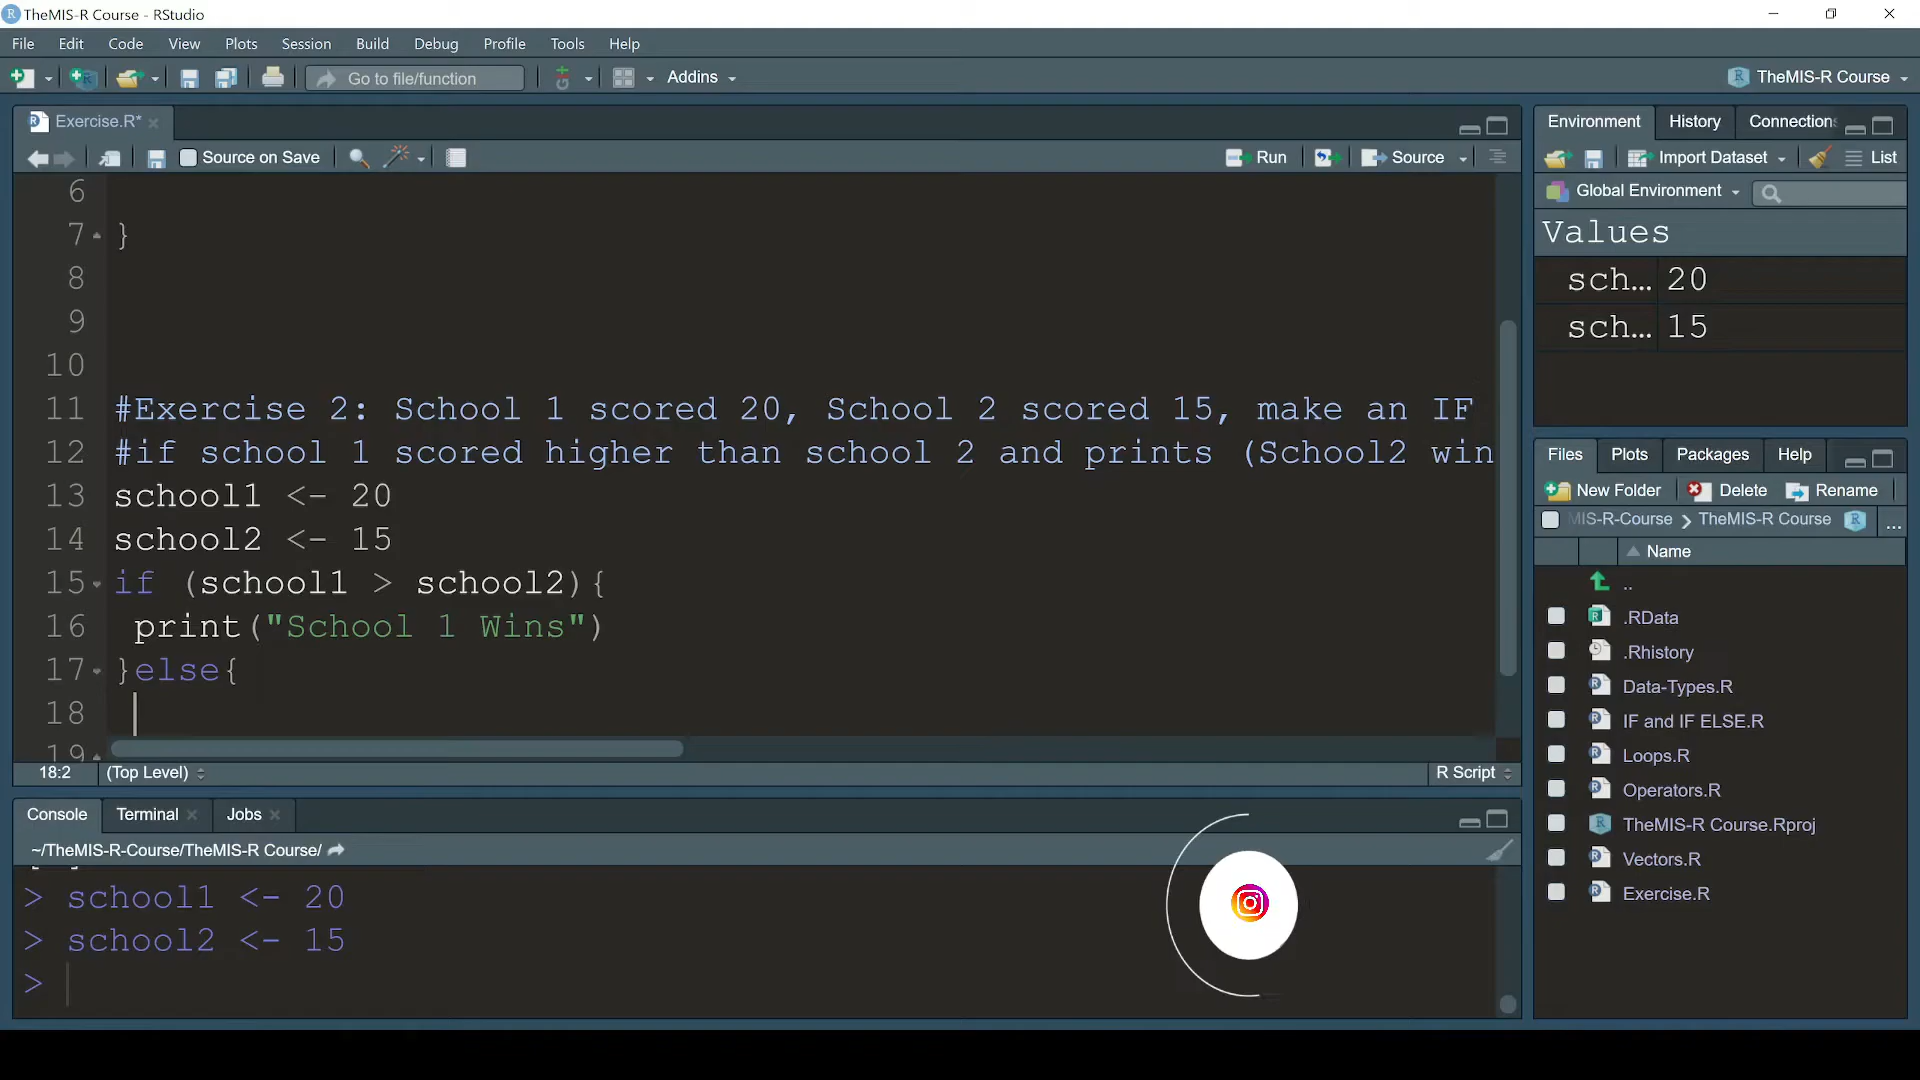 TheMIS-R Course - RStudio
File Edit Code View Plots Session Build Debug Profile Tools Help
Go to file/function Addins TheMIS-R Course
Exercise.R*
Source on Save Run Source
6
7 }
8
9
10
11 #Exercise 2: School 1 scored 20, School 2 scored 15, make an IF
12 #if school 1 scored higher than school 2 and prints (School2 win
13 school1 <- 20
14 school2 <- 15
15 if (school1 > school2){
16 print("School 1 Wins")
17 }else{
18
19
18:2 (Top Level) R Script
Console Terminal Jobs
~/TheMIS-R-Course/TheMIS-R Course/
> school1 <- 20
> school2 <- 15
>
Environment History Connection
Import Dataset List
Global Environment
Values
sch... 20
sch... 15
Files Plots Packages Help
New Folder Delete Rename
MIS-R-Course TheMIS-R Course ...
Name
..
.RData
.Rhistory
Data-Types.R
IF and IF ELSE.R
Loops.R
Operators.R
TheMIS-R Course.Rproj
Vectors.R
Exercise.R